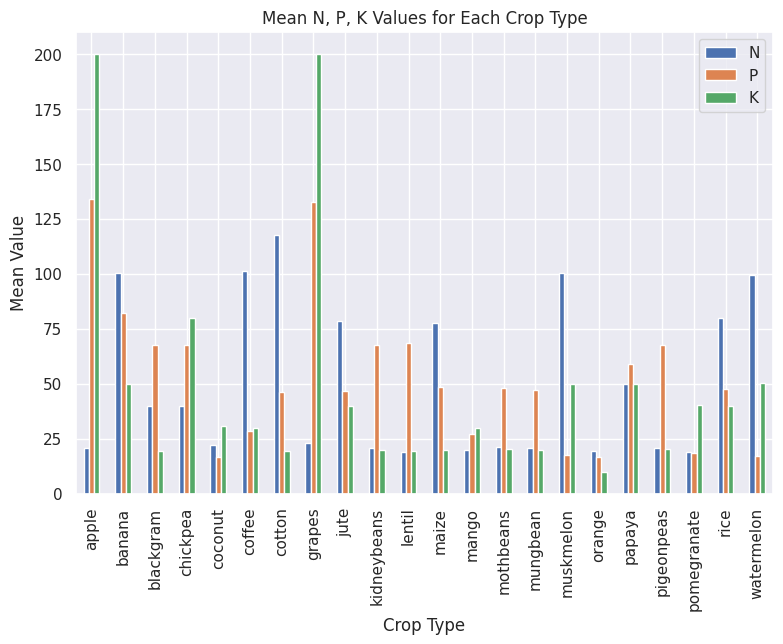 Mean N, P, K Values for Each Crop Type
N
P
K
Mean Value
200
175
150
125
100
75
50
25
0
apple
banana
blackgram
chickpea
coconut
coffee
cotton
grapes
jute
kidneybeans
lentil
maize
mango
mothbeans
mungbean
muskmelon
orange
papaya
pigeonpeas
pomegranate
rice
watermelon
Crop Type